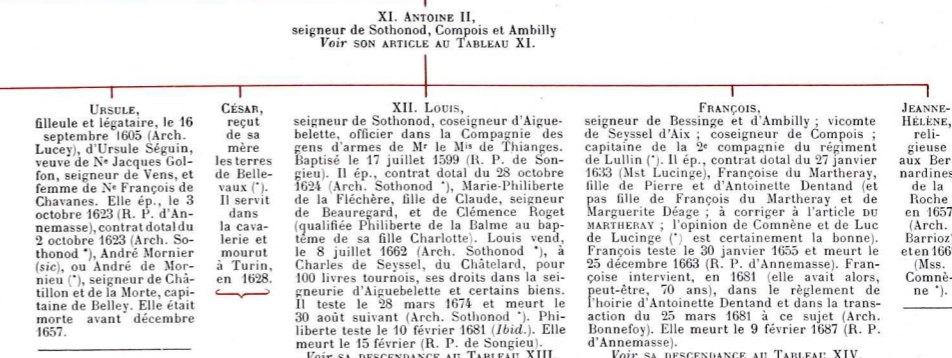 XI. ANTOINE II,
seigneur de Sothonod, Compois et Ambilly
Voir SON ARTICLE AU TABLEAU XI.
URSULE,
filleule et légataire, le 16
septembre 1605 (Arch.
Lucey), d'Ursule Séguin,
veuve de Nᵉ Jacques Gol-
fon, seigneur de Vens, et
femme de Nᵉ François de
Chavanes. Elle ép., le 3
octobre 1623 (R. P. d'An-
nemasse), contrat dotal du
2 octobre 1623 (Arch. So-
thonod *), André Mornier
(sic), ou André de Mor-
nieu (*), seigneur de Châ-
tillon et de la Morte, capi-
taine de Belley. Elle était
morte avant décembre
1657.
CÉSAR,
reçut
de sa
mère
les terres
de Belle-
vaux (*).
Il servit
dans
la cava-
lerie et
mourut
à Turin,
en 1628.
XII. LOUIS,
seigneur de Sothonod, coseigneur d'Aigue-
belette, officier dans la Compagnie des
gens d'armes de Mʳ le Mⁱˢ de Thianges.
Baptisé le 17 juillet 1599 (R. P. de Son-
gieu). Il ép., contrat dotal du 28 octobre
1624 (Arch. Sothonod *), Marie-Philiberte
de la Fléchère, fille de Claude, seigneur
de Beauregard, et de Clémence Roget
(qualifiée Philiberte de la Balme au bap-
tême de sa fille Charlotte). Louis vend,
le 8 juillet 1662 (Arch. Sothonod *), à
Charles de Seyssel, du Châtelard, pour
100 livres tournois, ses droits dans la sei-
gneurie d'Aiguebelette et certains biens.
Il teste le 28 mars 1674 et meurt le
30 août suivant (Arch. Sothonod *). Phi-
liberte teste le 10 février 1681 (Ibid.). Elle
meurt le 15 février (R. P. de Songieu).
Voir SA DESCENDANCE AU TABLEAU XIII.
FRANÇOIS,
seigneur de Bessinge et d'Ambilly ; vicomte
de Seyssel d'Aix ; coseigneur de Compois ;
capitaine de la 2ᵉ compagnie du régiment
de Lullin (*). Il ép., contrat dotal du 27 janvier
1633 (Mst Lucinge), Françoise du Martheray,
fille de Pierre et d'Antoinette Dentand (et
pas fille de François du Martheray et de
Marguerite Déage ; à corriger à l'article DU
MARTHERAY ; l'opinion de Comnène et de Luc
de Lucinge (*) est certainement la bonne).
François teste le 30 janvier 1655 et meurt le
25 décembre 1663 (R. P. d'Annemasse). Fran-
çoise intervient, en 1681 (elle avait alors,
peut-être, 70 ans), dans le règlement de
l'hoirie d'Antoinette Dentand et dans la trans-
action du 25 mars 1681 à ce sujet (Arch.
Bonnefoy). Elle meurt le 9 février 1687 (R. P.
d'Annemasse).
Voir SA DESCENDANCE AU TABLEAU XIV.
JEANNE-
HÉLÈNE,
reli-
gieuse
aux Ber
nardines
de la
Roche
en 1657
(Arch.
Barrioz
et en 166
(Mss.
Comnè-
ne *).